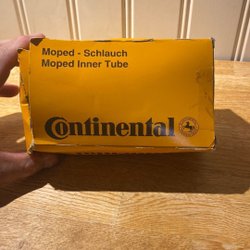 Moped - Schlauch
Moped Inner Tube
Continental